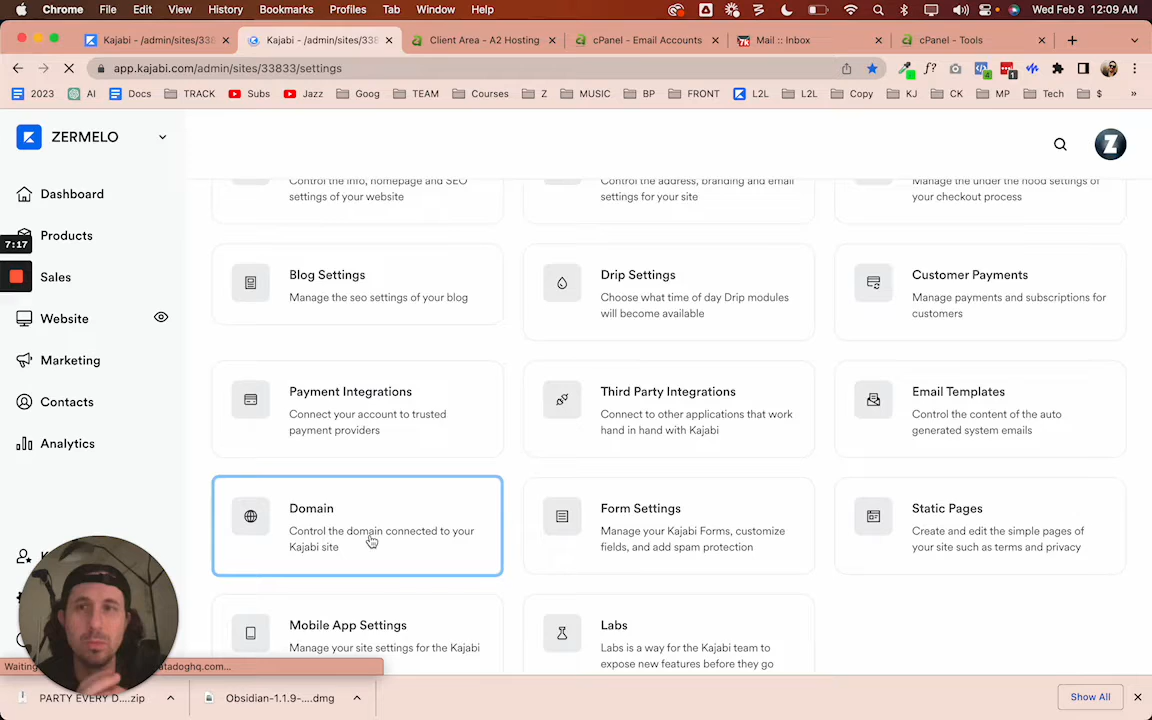 Chrome File Edit View History Bookmarks Profiles Tab Window Help Wed Feb 8 12:09 AM
Kajabi - /admin/sites/338 Kajabi - /admin/sites/338 Client Area - A2 Hosting cPanel - Email Accounts Mail :: Inbox cPanel - Tools
app.kajabi.com/admin/sites/33833/settings
2023 AI Docs TRACK Subs Jazz Goog TEAM Courses Z MUSIC BP FRONT L2L L2L Copy KJ CK MP Tech $ »
ZERMELO
Z
Dashboard
Products
7:17
Sales
Website
Marketing
Contacts
Analytics
Control the info, homepage and SEO
settings of your website
Control the address, branding and email
settings for your site
Manage the under the hood settings of
your checkout process
Blog Settings
Manage the seo settings of your blog
Drip Settings
Choose what time of day Drip modules
will become available
Customer Payments
Manage payments and subscriptions for
customers
Payment Integrations
Connect your account to trusted
payment providers
Third Party Integrations
Connect to other applications that work
hand in hand with Kajabi
Email Templates
Control the content of the auto
generated system emails
Domain
Control the domain connected to your
Kajabi site
Form Settings
Manage your Kajabi Forms, customize
fields, and add spam protection
Static Pages
Create and edit the simple pages of
your site such as terms and privacy
Mobile App Settings
Manage your site settings for the Kajabi
Labs
Labs is a way for the Kajabi team to
expose new features before they go
Waiting atadoghq.com...
PARTY EVERY D....zip Obsidian-1.1.9-....dmg Show All